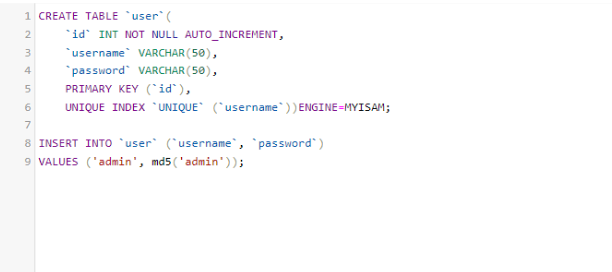 1 CREATE TABLE `user`(
2 `id` INT NOT NULL AUTO_INCREMENT,
3 `username` VARCHAR(50),
4 `password` VARCHAR(50),
5 PRIMARY KEY (`id`),
6 UNIQUE INDEX `UNIQUE` (`username`))ENGINE=MYISAM;
7
8 INSERT INTO `user` (`username`, `password`)
9 VALUES ('admin', md5('admin'));